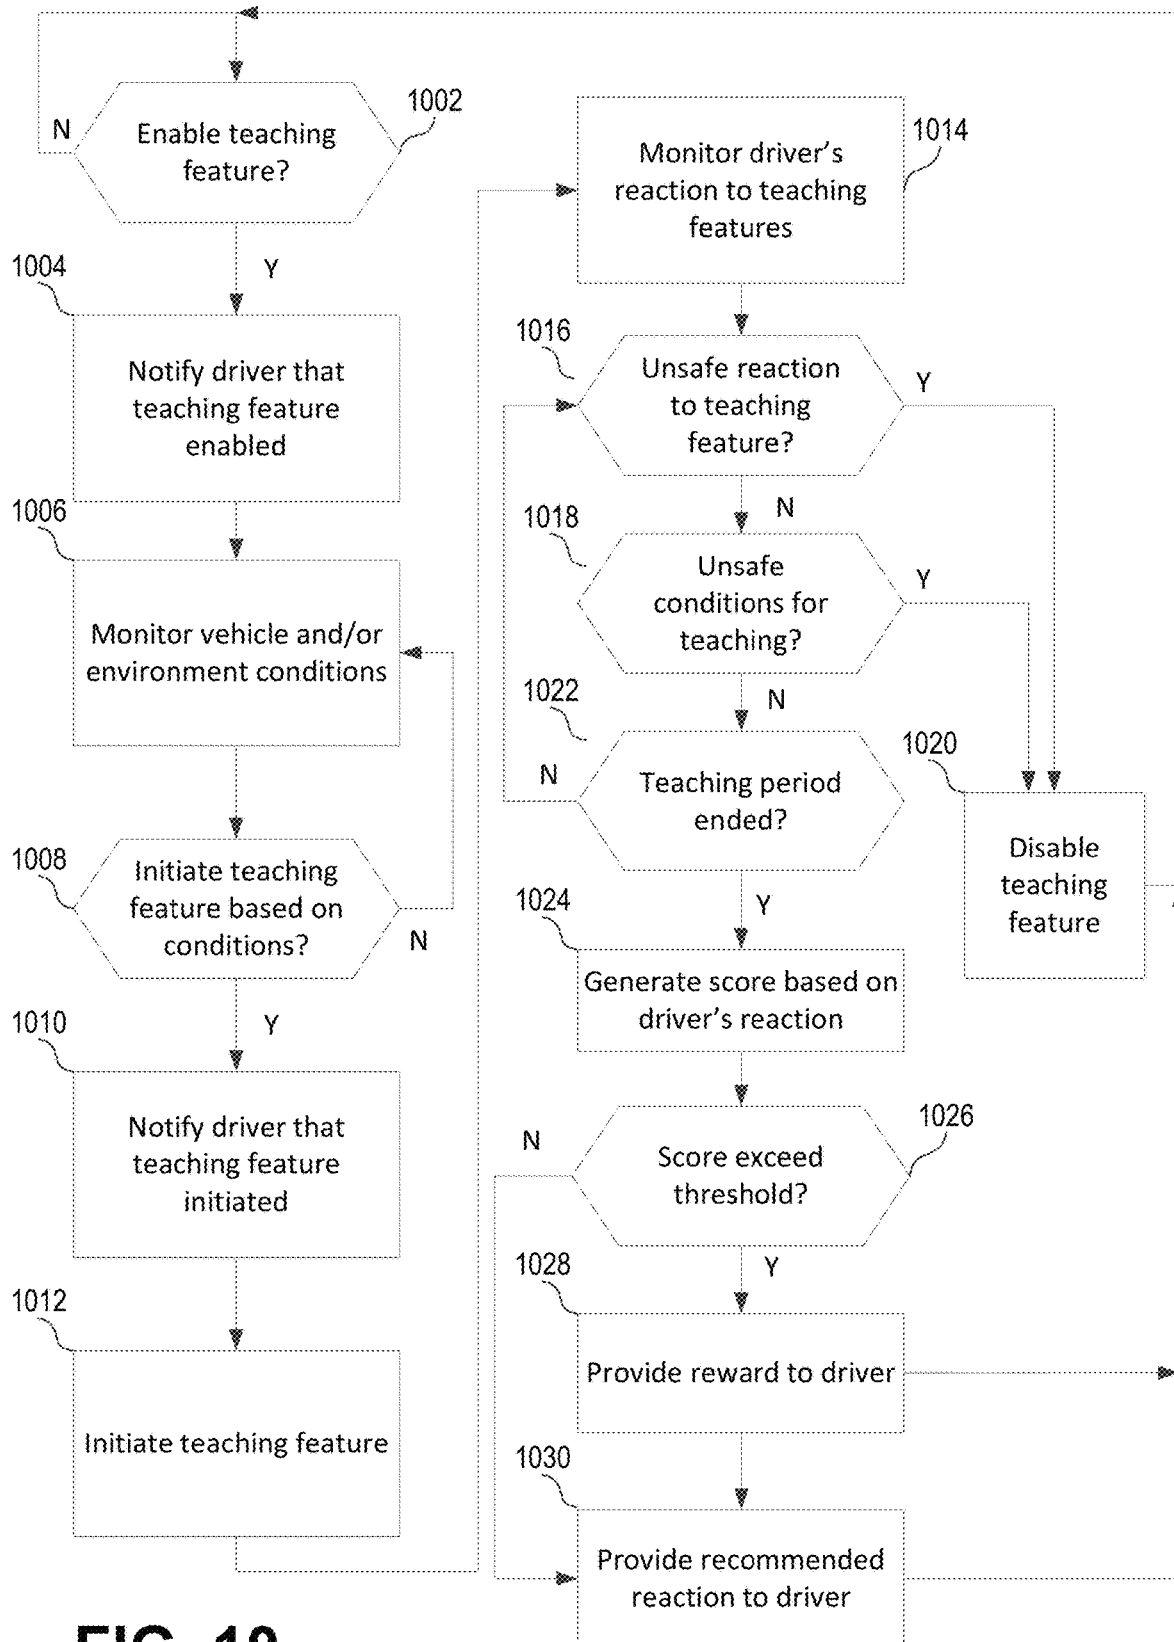 N
Enable teaching
feature?
1002
Y
1004
Notify driver that
teaching feature
enabled
1006
Monitor vehicle and/or
environment conditions
1008
Initiate teaching
feature based on
conditions?
N
Y
1010
Notify driver that
teaching feature
initiated
1012
Initiate teaching feature
Monitor driver's
reaction to teaching
features
1014
1016
Unsafe reaction
to teaching
feature?
Y
N
1018
Unsafe
conditions for
teaching?
Y
N
1022
Teaching period
ended?
N
Y
1020
Disable
teaching
feature
1024
Generate score based on
driver's reaction
N
Score exceed
threshold?
1026
Y
1028
Provide reward to driver
1030
Provide recommended
reaction to driver
FIG.